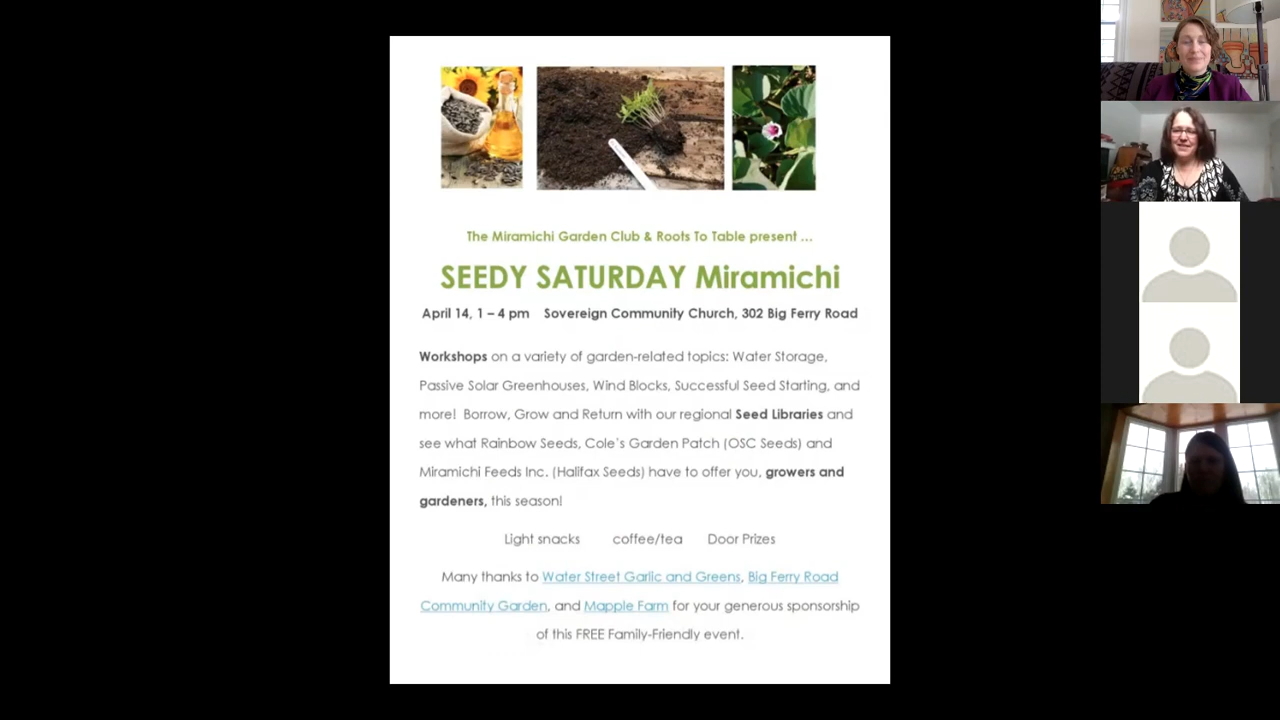 The Miramichi Garden Club & Roots To Table present ...
SEEDY SATURDAY Miramichi
April 14, 1 – 4 pm    Sovereign Community Church, 302 Big Ferry Road
Workshops on a variety of garden-related topics: Water Storage,
Passive Solar Greenhouses, Wind Blocks, Successful Seed Starting, and
more!  Borrow, Grow and Return with our regional Seed Libraries and
see what Rainbow Seeds, Cole's Garden Patch (OSC Seeds) and
Miramichi Feeds Inc. (Halifax Seeds) have to offer you, growers and
gardeners, this season!
Light snacks    coffee/tea    Door Prizes
Many thanks to Water Street Garlic and Greens, Big Ferry Road
Community Garden, and Mapple Farm for your generous sponsorship
of this FREE Family-Friendly event.